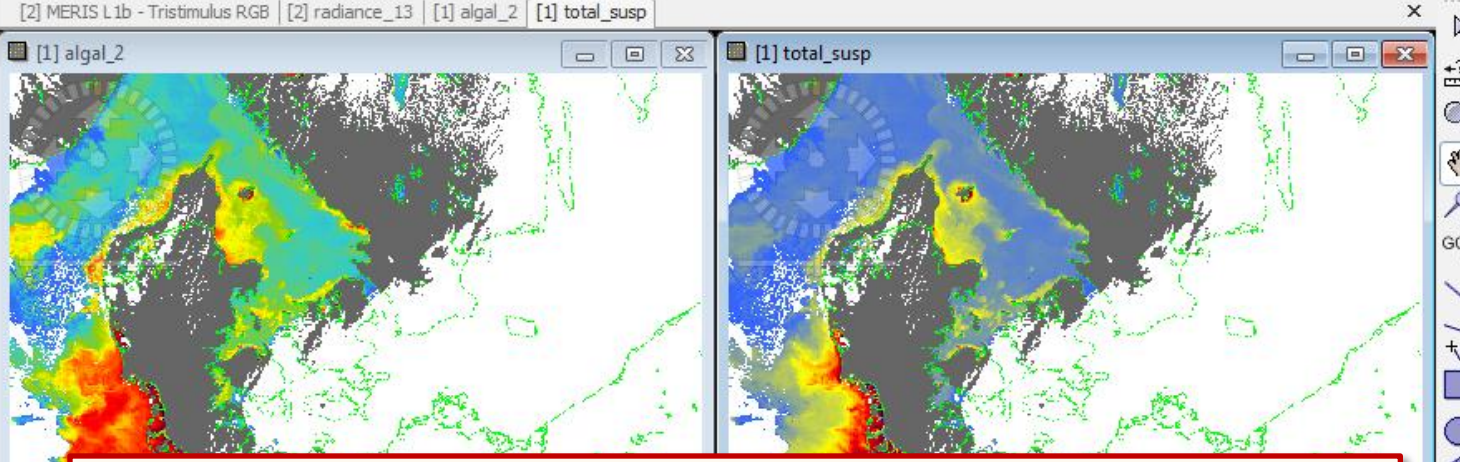 [2] MERIS L1b - Tristimulus RGB [2] radiance_13 [1] algal_2 [1] total_susp
[1] algal_2
[1] total_susp